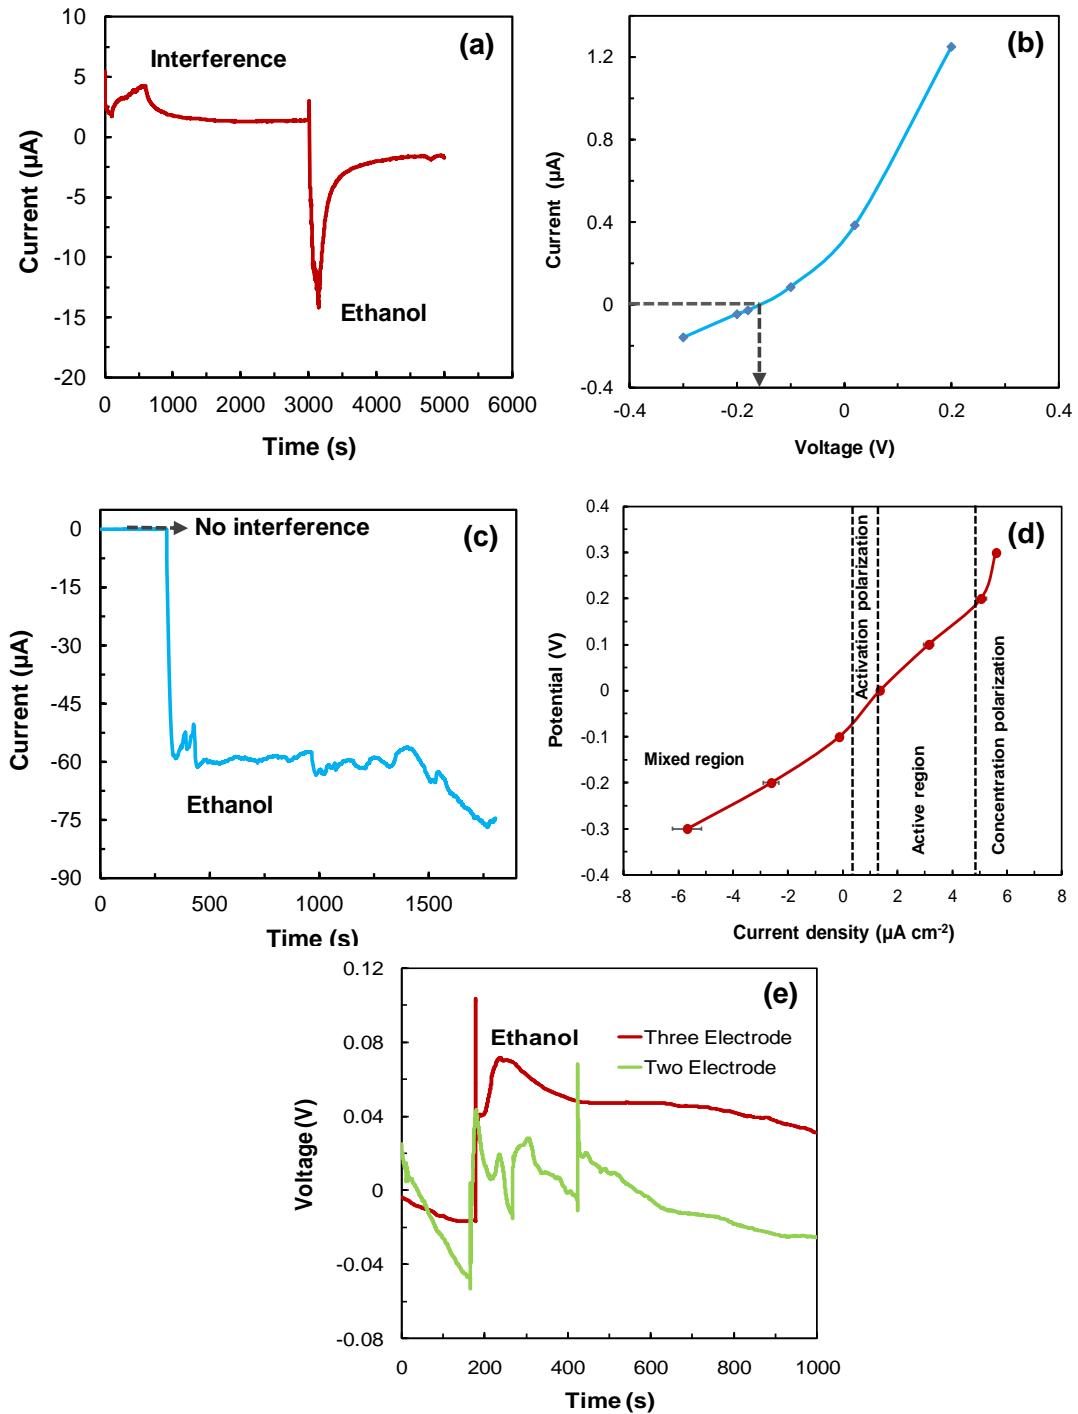 (a)
Interference
Ethanol
Current (µA)
10
5
0
-5
-10
-15
-20
0 1000 2000 3000 4000 5000 6000
Time (s)
(b)
Current (µA)
1.2
0.8
0.4
0
-0.4
-0.4 -0.2 0 0.2 0.4
Voltage (V)
(c)
No interference
Ethanol
Current (µA)
0
-15
-30
-45
-60
-75
-90
0 500 1000 1500
Time (s)
(d)
Potential (V)
0.4
0.3
0.2
0.1
0
-0.1
-0.2
-0.3
-0.4
Mixed region
Activation polarization
Active region
Concentration polarization
-8 -6 -4 -2 0 2 4 6 8
Current density (µA cm-2)
(e)
Ethanol
Three Electrode
Two Electrode
Voltage (V)
0.12
0.08
0.04
0
-0.04
-0.08
0 200 400 600 800 1000
Time (s)